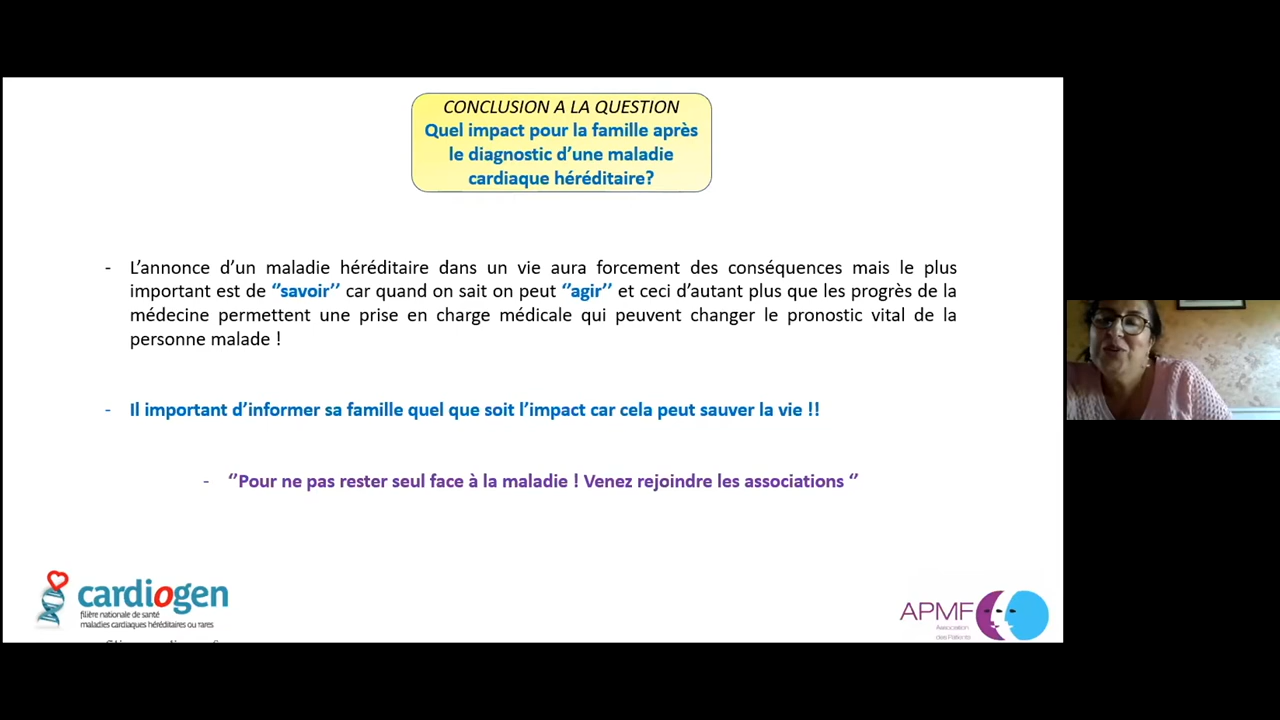 CONCLUSION A LA QUESTION
Quel impact pour la famille après
le diagnostic d’une maladie
cardiaque héréditaire?
- L’annonce d’un maladie héréditaire dans un vie aura forcement des conséquences mais le plus
important est de ‘’savoir’’ car quand on sait on peut ‘’agir’’ et ceci d’autant plus que les progrès de la
médecine permettent une prise en charge médicale qui peuvent changer le pronostic vital de la
personne malade !
- Il important d’informer sa famille quel que soit l’impact car cela peut sauver la vie !!
- ‘’Pour ne pas rester seul face à la maladie ! Venez rejoindre les associations ‘’
cardiogen
filière nationale de santé
maladies cardiaques héréditaires ou rares
APMF
Association
des Patients